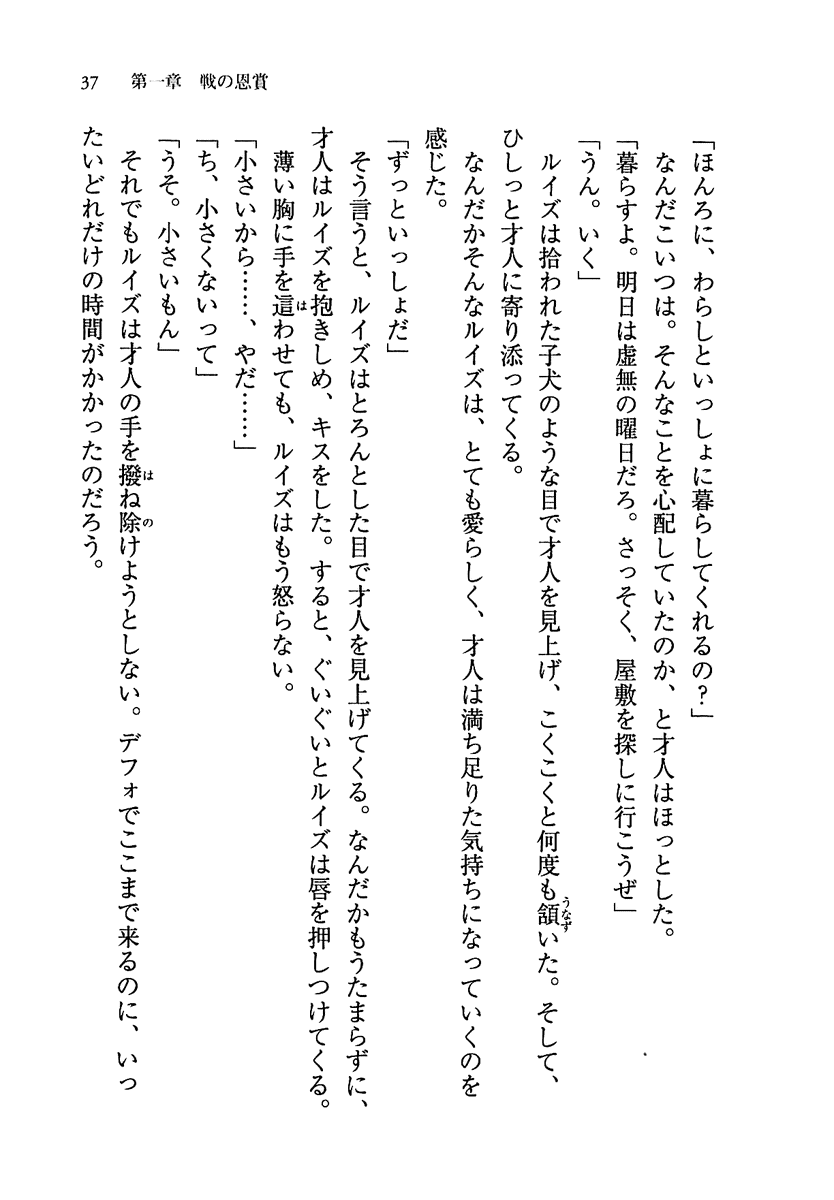 37　第一章　戦の恩賞
「ほんろに、わらしといっしょに暮らしてくれるの？」
　なんだこいつは。そんなことを心配していたのか、と才人はほっとした。
「暮らすよ。明日は虚無の曜日だろ。さっそく、屋敷を探しに行こうぜ」
「うん。いく」
　ルイズは拾われた子犬のような目で才人を見上げ、こくこくと何度も頷いた。そして、
ひしっと才人に寄り添ってくる。
　なんだかそんなルイズは、とても愛らしく、才人は満ち足りた気持ちになっていくのを
感じた。
「ずっといっしょだ」
　そう言うと、ルイズはとろんとした目で才人を見上げてくる。なんだかもうたまらずに、
才人はルイズを抱きしめ、キスをした。すると、ぐいぐいとルイズは唇を押しつけてくる。
　薄い胸に手を這わせても、ルイズはもう怒らない。
「小さいから……、やだ……」
「ち、小さくないって」
「うそ。小さいもん」
　それでもルイズは才人の手を撥ね除けようとしない。デフォでここまで来るのに、いっ
たいどれだけの時間がかかったのだろう。